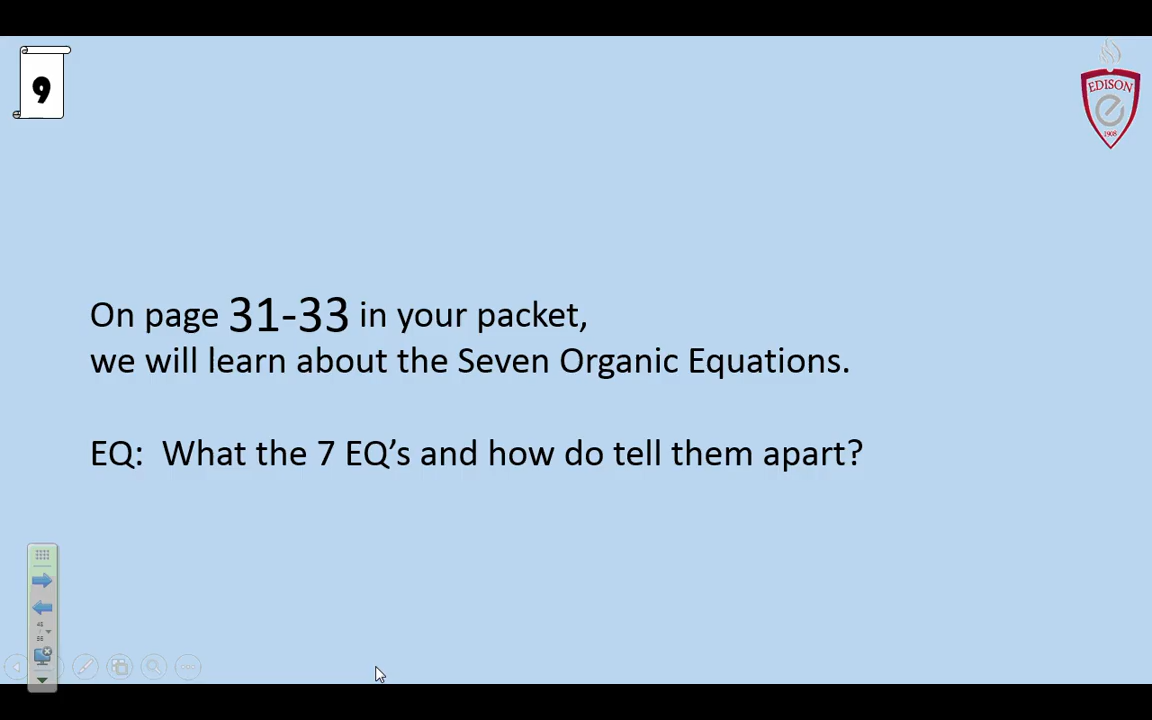 9
EDISON
e
1908
On page 31-33 in your packet,
we will learn about the Seven Organic Equations.
EQ:  What the 7 EQ’s and how do tell them apart?